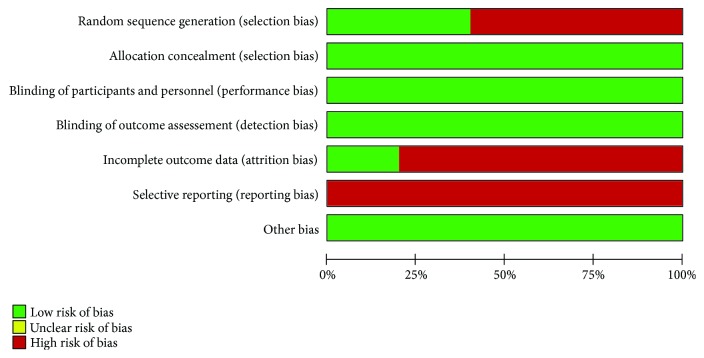 Random sequence generation (selection bias)
Allocation concealment (selection bias)
Blinding of participants and personnel (performance bias)
Blinding of outcome assessement (detection bias)
Incomplete outcome data (attrition bias)
Selective reporting (reporting bias)
Other bias
0% 25% 50% 75% 100%
Low risk of bias
Unclear risk of bias
High risk of bias